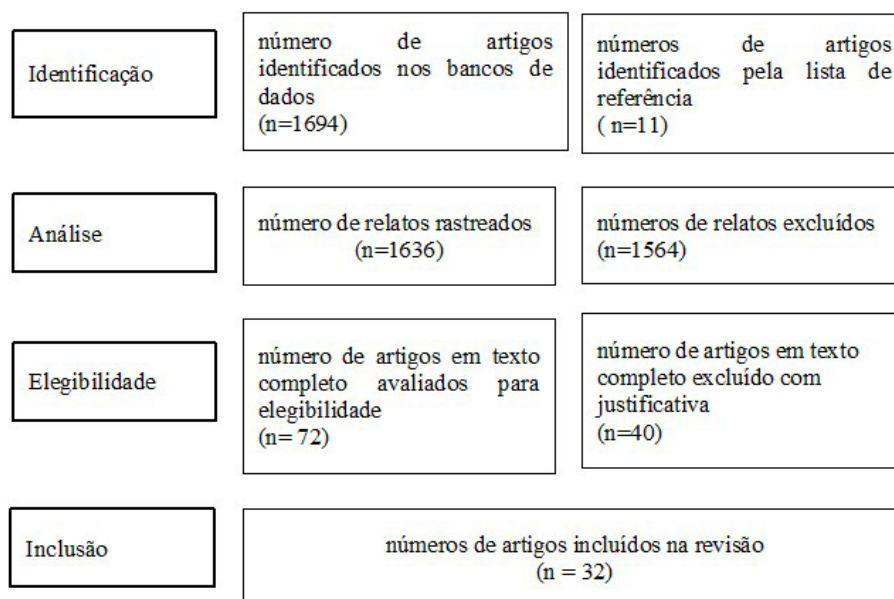 Identificação
número de artigos
identificados nos bancos de
dados
(n=1694)
números de artigos
identificados pela lista de
referência
( n=11)
Análise
número de relatos rastreados
(n=1636)
números de relatos excluídos
(n=1564)
Elegibilidade
número de artigos em texto
completo avaliados para
elegibilidade
(n= 72)
número de artigos em texto
completo excluído com
justificativa
(n=40)
Inclusão
números de artigos incluídos na revisão
(n = 32)